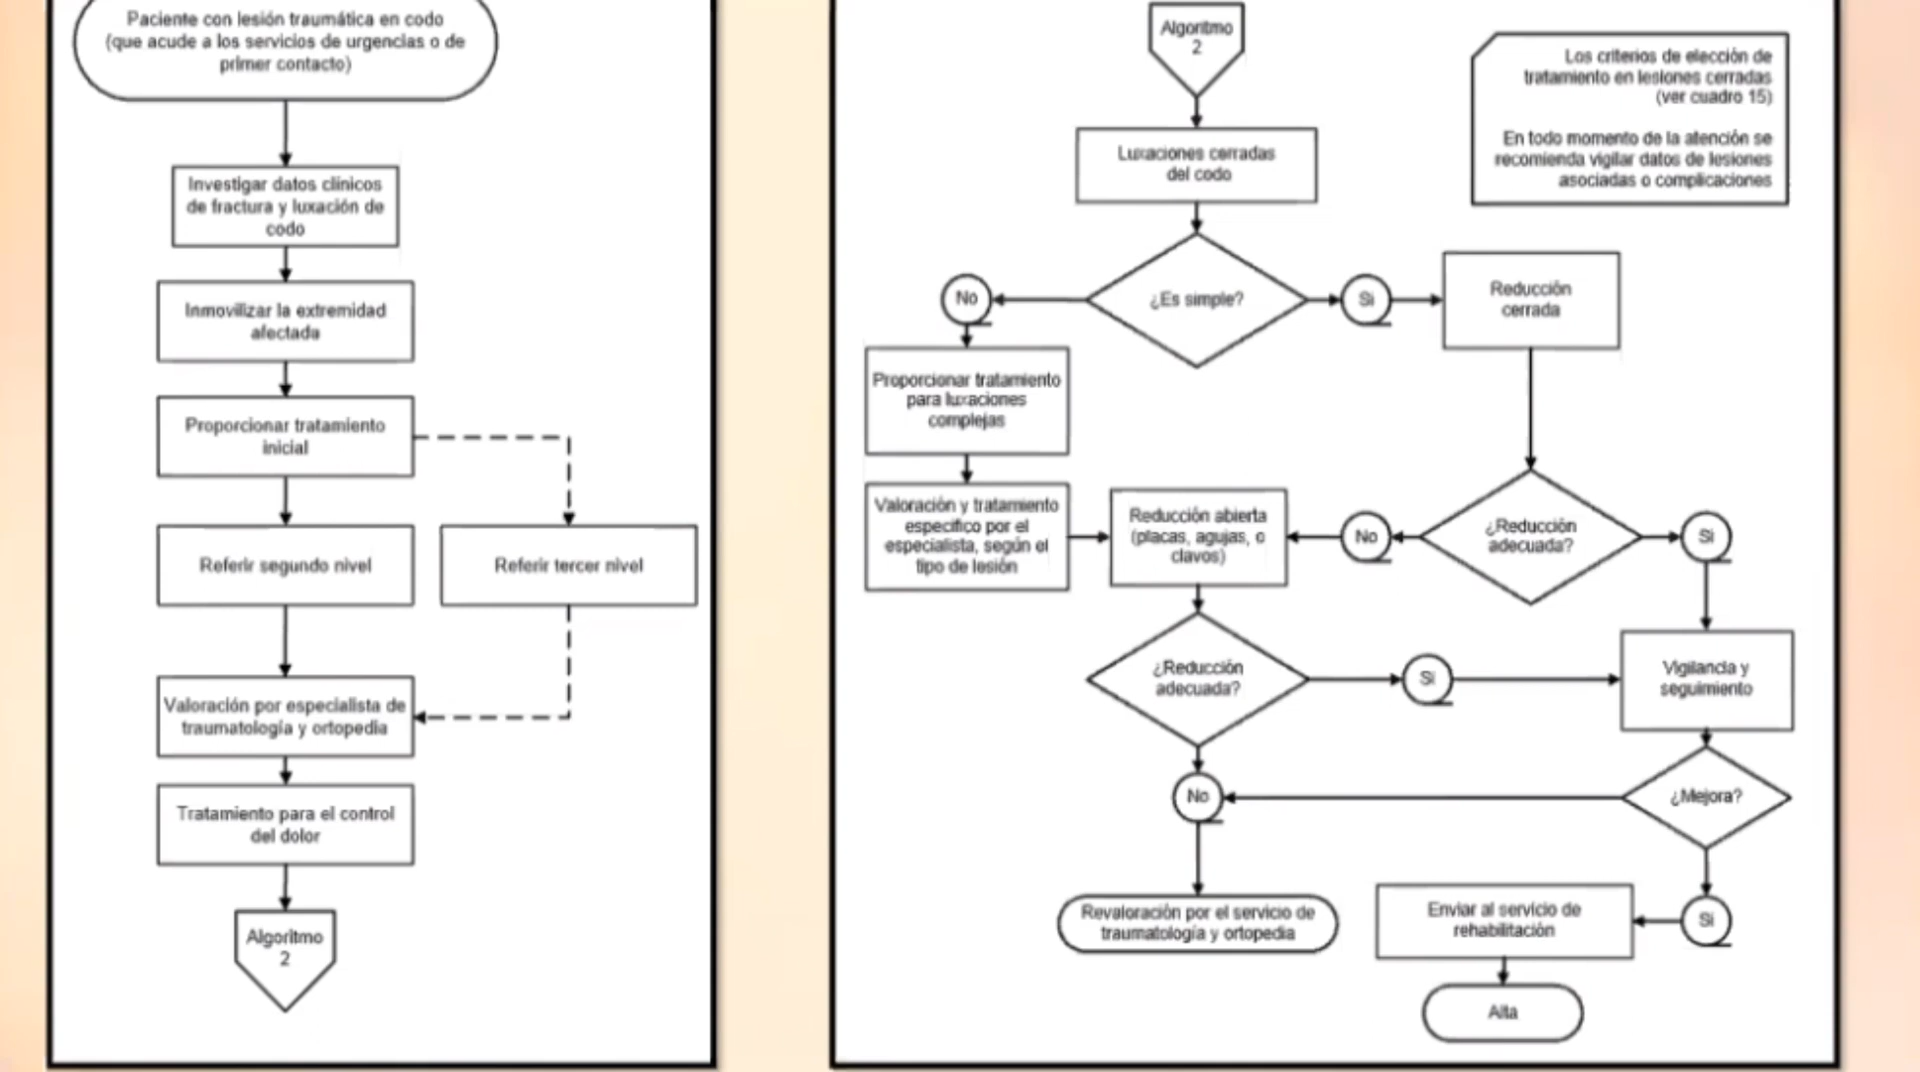 Paciente con lesión traumática en codo
(que acude a los servicios de urgencias o de
primer contacto)
Investigar datos clínicos
de fractura y luxación de
codo
Inmovilizar la extremidad
afectada
Proporcionar tratamiento
inicial
Referir segundo nivel
Referir tercer nivel
Valoración por especialista de
traumatología y ortopedia
Tratamiento para el control
del dolor
Algoritmo
2
Algoritmo
2
Los criterios de elección de
tratamiento en lesiones cerradas
(ver cuadro 15)
En todo momento de la atención se
recomienda vigilar datos de lesiones
asociadas o complicaciones
Luxaciones cerradas
del codo
¿Es simple?
No
Si
Reducción
cerrada
Proporcionar tratamiento
para luxaciones
complejas
Valoración y tratamiento
especifico por el
especialista, según el
tipo de lesión
Reducción abierta
(placas, agujas, o
clavos)
No
¿Reducción
adecuada?
Si
¿Reducción
adecuada?
Si
Vigilancia y
seguimiento
No
¿Mejora?
Si
Revaloración por el servicio de
traumatología y ortopedia
Enviar al servicio de
rehabilitación
Alta